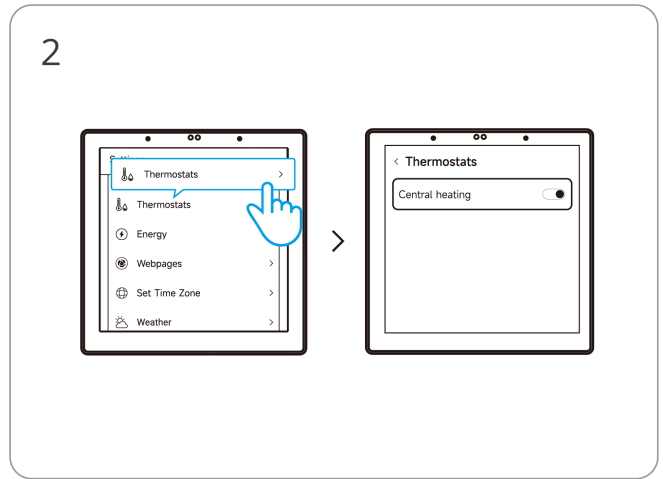 2
Thermostats
Thermostats
Energy
Webpages
Set Time Zone
Weather
Thermostats
Central heating